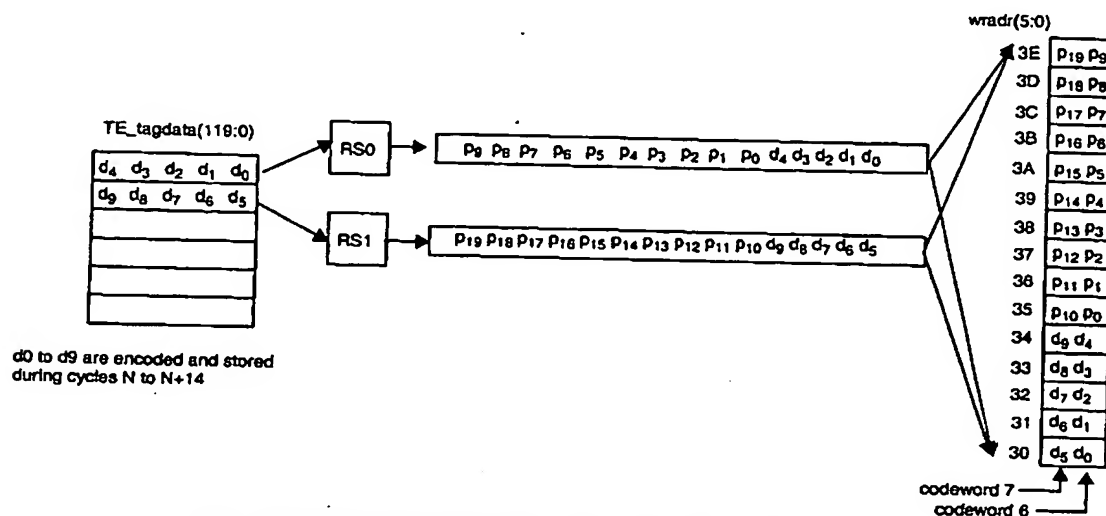 wradr(5:0)
3E p19 p9
3D p18 p8
3C p17 p7
3B p16 p6
3A p15 p5
39 p14 p4
38 p13 p3
37 p12 p2
36 p11 p1
35 p10 p0
34 d9 d4
33 d8 d3
32 d7 d2
31 d6 d1
30 d5 d0
codeword 7
codeword 6
TE_tagdata(119:0)
d4 d3 d2 d1 d0
d9 d8 d7 d6 d5
RS0
RS1
p9 p8 p7 p6 p5 p4 p3 p2 p1 p0 d4 d3 d2 d1 d0
p19 p18 p17 p16 p15 p14 p13 p12 p11 p10 d9 d8 d7 d6 d5
d0 to d9 are encoded and stored
during cycles N to N+14